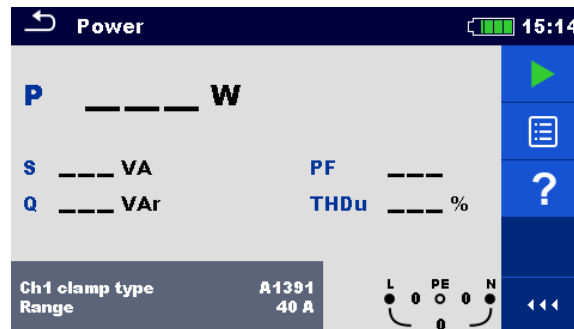 Power 15:14
P ___ W
S ___ VA PF ___
Q ___ VAr THDu ___ %
?
Ch1 clamp type A1391
Range 40 A
L PE N
0 0
0